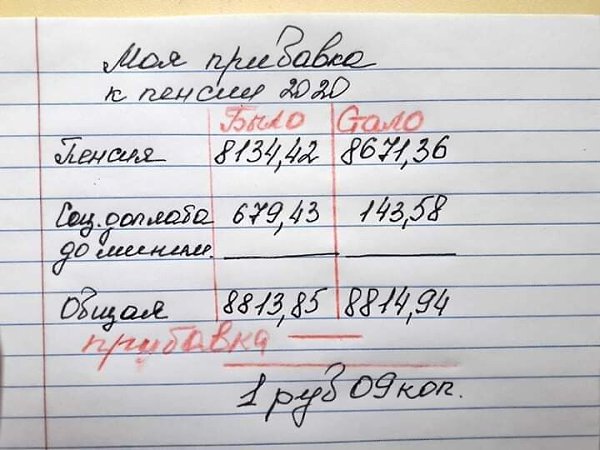 Моя прибавка
к пенсии 2020
Было Стало
Пенсия 8134,42 8671,36
Соц. доплата 679,43 143,58
до миним.
Общая 8813,85 8814,94
прибавка
1 руб 09 коп.